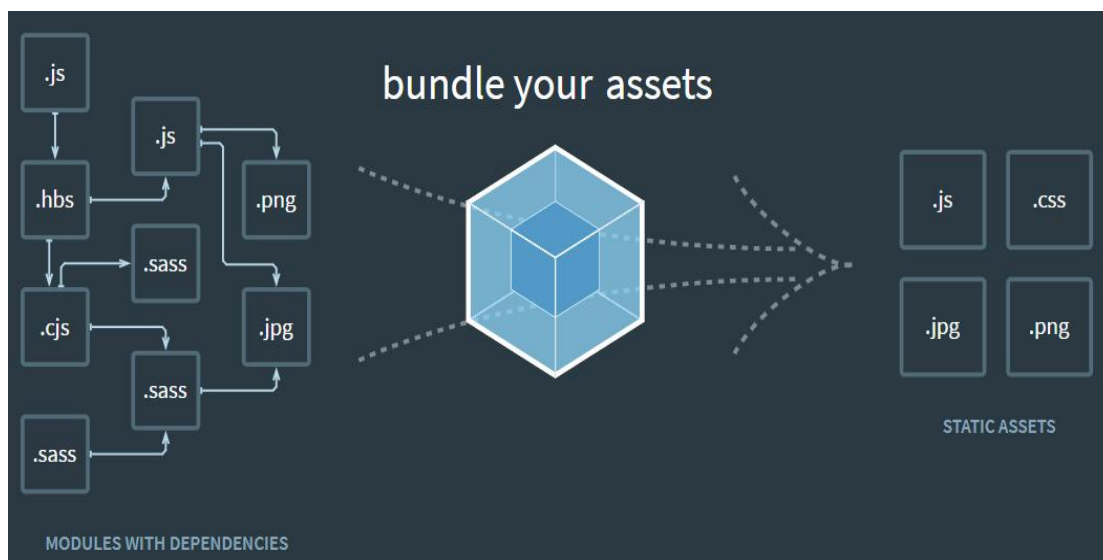 bundle your assets
.js
.js
.hbs
.png
.sass
.cjs
.jpg
.sass
.sass
MODULES WITH DEPENDENCIES
.js
.css
.jpg
.png
STATIC ASSETS